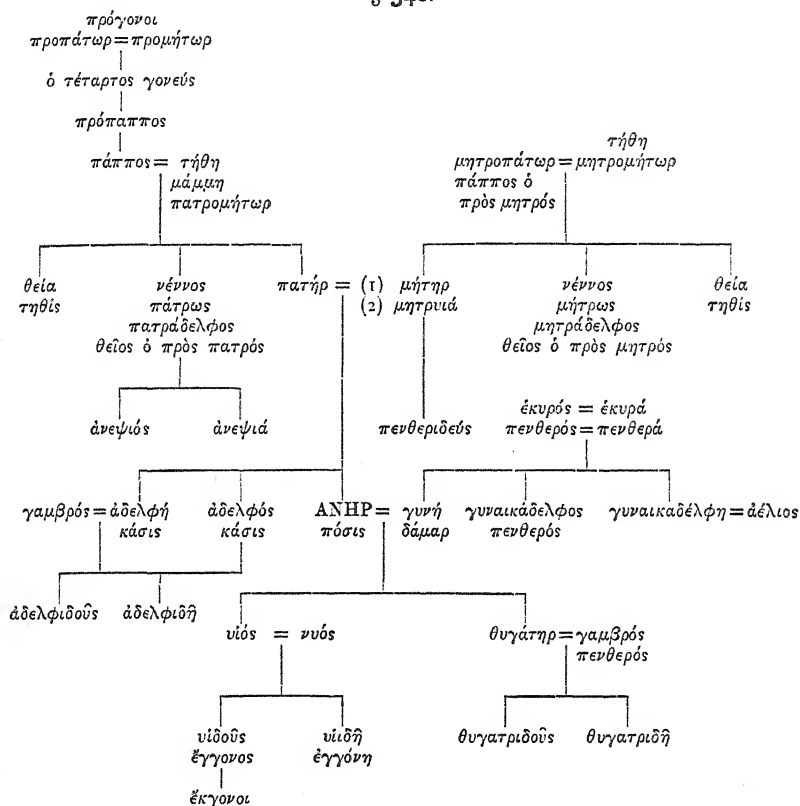 § 348.
πρόγονοι
προπάτωρ = προμήτωρ
ὁ τέταρτος γονεύς
πρόπαππος
τήθη
πάππος = τήθη
μητροπάτωρ = μητρομήτωρ
μάμμη
πάππος ὁ
πατρομήτωρ
πρὸς μητρός
θεία νέννος πατήρ = (1) μήτηρ νέννος θεία
τηθίς πάτρως (2) μητρυιά μήτρως τηθίς
πατράδελφος μητράδελφος
θεῖος ὁ πρὸς πατρός θεῖος ὁ πρὸς μητρός
ἑκυρός = ἑκυρά
ἀνεψιός ἀνεψιά πενθεριδεύς πενθερός = πενθερά
γαμβρός = ἀδελφή ἀδελφός ΑΝΗΡ = γυνή γυναικάδελφος γυναικαδέλφη = ἀέλιος
κάσις κάσις πόσις δάμαρ πενθερός
ἀδελφιδοῦς ἀδελφιδῆ
υἱός = νυός θυγάτηρ = γαμβρός
πενθερός
υἱδοῦς υἱιδῆ θυγατριδοῦς θυγατριδῆ
ἔγγονος ἐγγόνη
ἔκγονοι